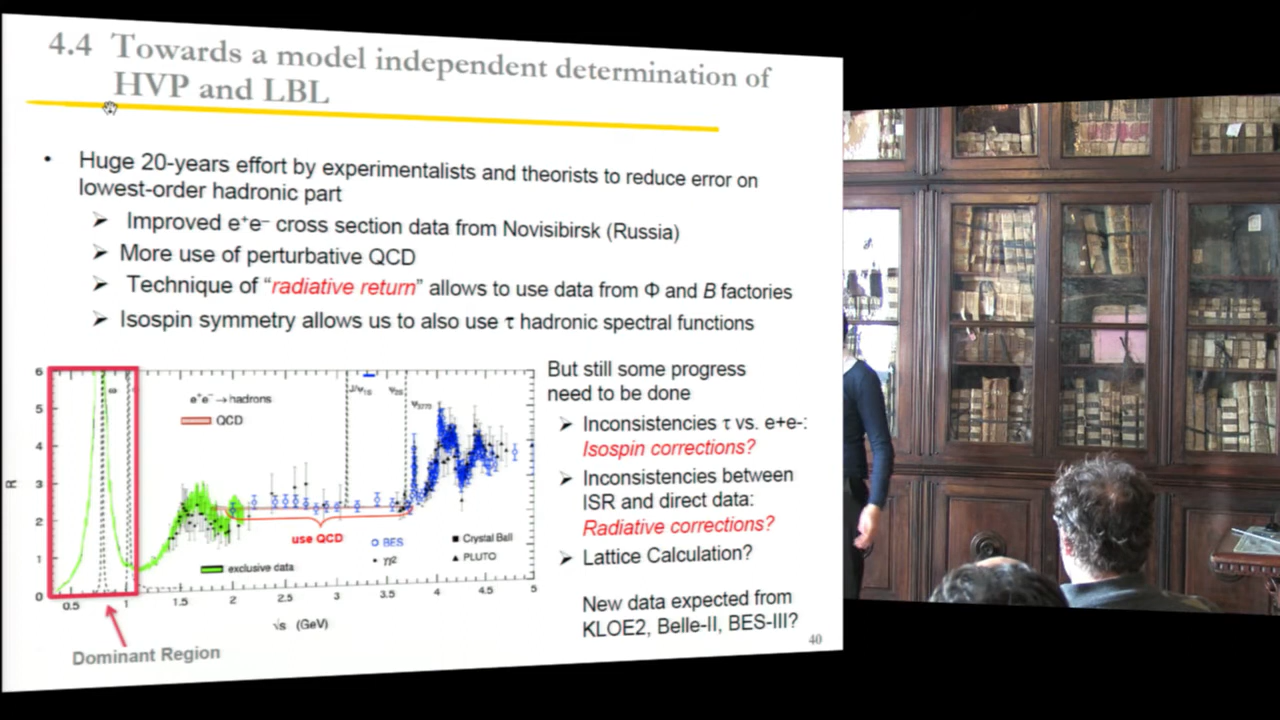 4.4 Towards a model independent determination of
HVP and LBL
• Huge 20-years effort by experimentalists and theorists to reduce error on
lowest-order hadronic part
➢ Improved e⁺e⁻ cross section data from Novisibirsk (Russia)
➢ More use of perturbative QCD
➢ Technique of "radiative return" allows to use data from Φ and B factories
➢ Isospin symmetry allows us to also use τ hadronic spectral functions
R
6
5
4
3
2
1
0
ω
e⁺e⁻ → hadrons
QCD
J/ψ1S
ψ2S
ψ3770
use QCD
BES
γγ2
Crystal Ball
PLUTO
exclusive data
0.5 1 1.5 2 2.5 3 3.5 4 4.5 5
√s (GeV)
Dominant Region
But still some progress
need to be done
➢ Inconsistencies τ vs. e+e-:
Isospin corrections?
➢ Inconsistencies between
ISR and direct data:
Radiative corrections?
➢ Lattice Calculation?
New data expected from
KLOE2, Belle-II, BES-III?
40